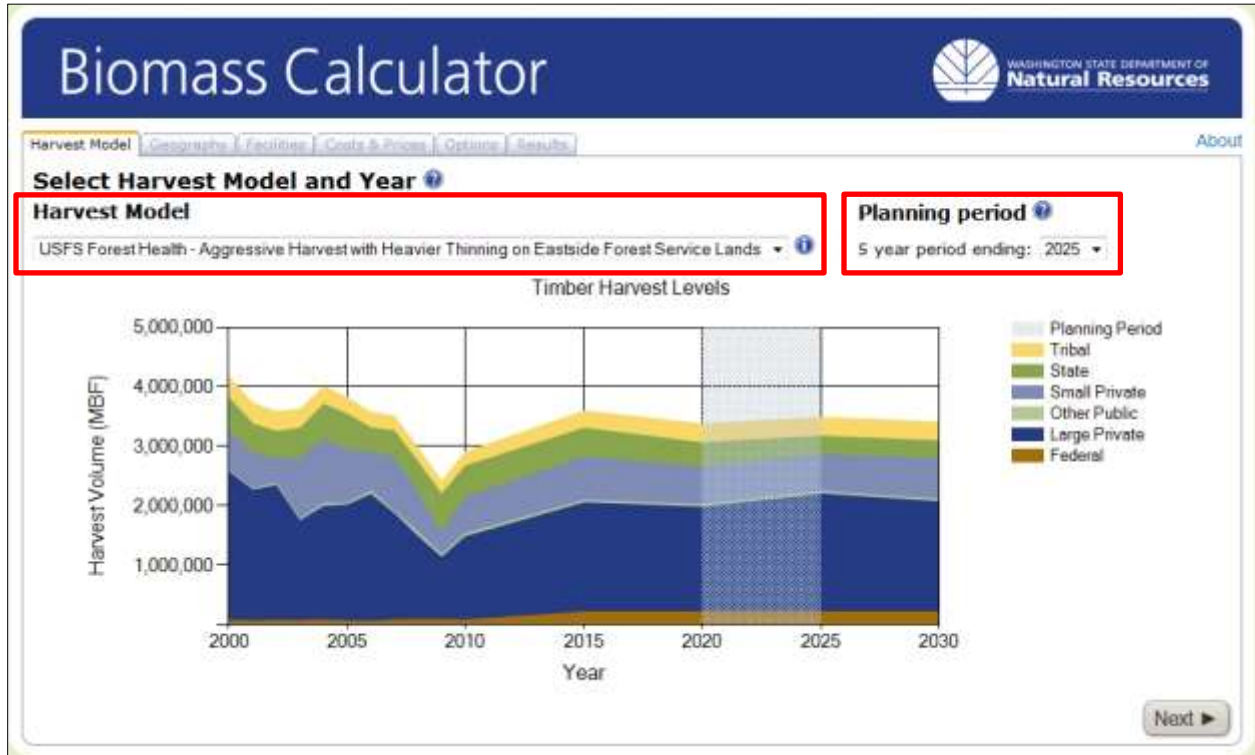 Biomass Calculator
WASHINGTON STATE DEPARTMENT OF
Natural Resources
Harvest Model Geography Facilities Costs & Prices Options Results About
Select Harvest Model and Year
Harvest Model
Planning period
USFS Forest Health - Aggressive Harvest with Heavier Thinning on Eastside Forest Service Lands
5 year period ending: 2025
Timber Harvest Levels
5,000,000
4,000,000
3,000,000
2,000,000
1,000,000
Harvest Volume (MBF)
2000 2005 2010 2015 2020 2025 2030
Year
Planning Period
Tribal
State
Small Private
Other Public
Large Private
Federal
Next